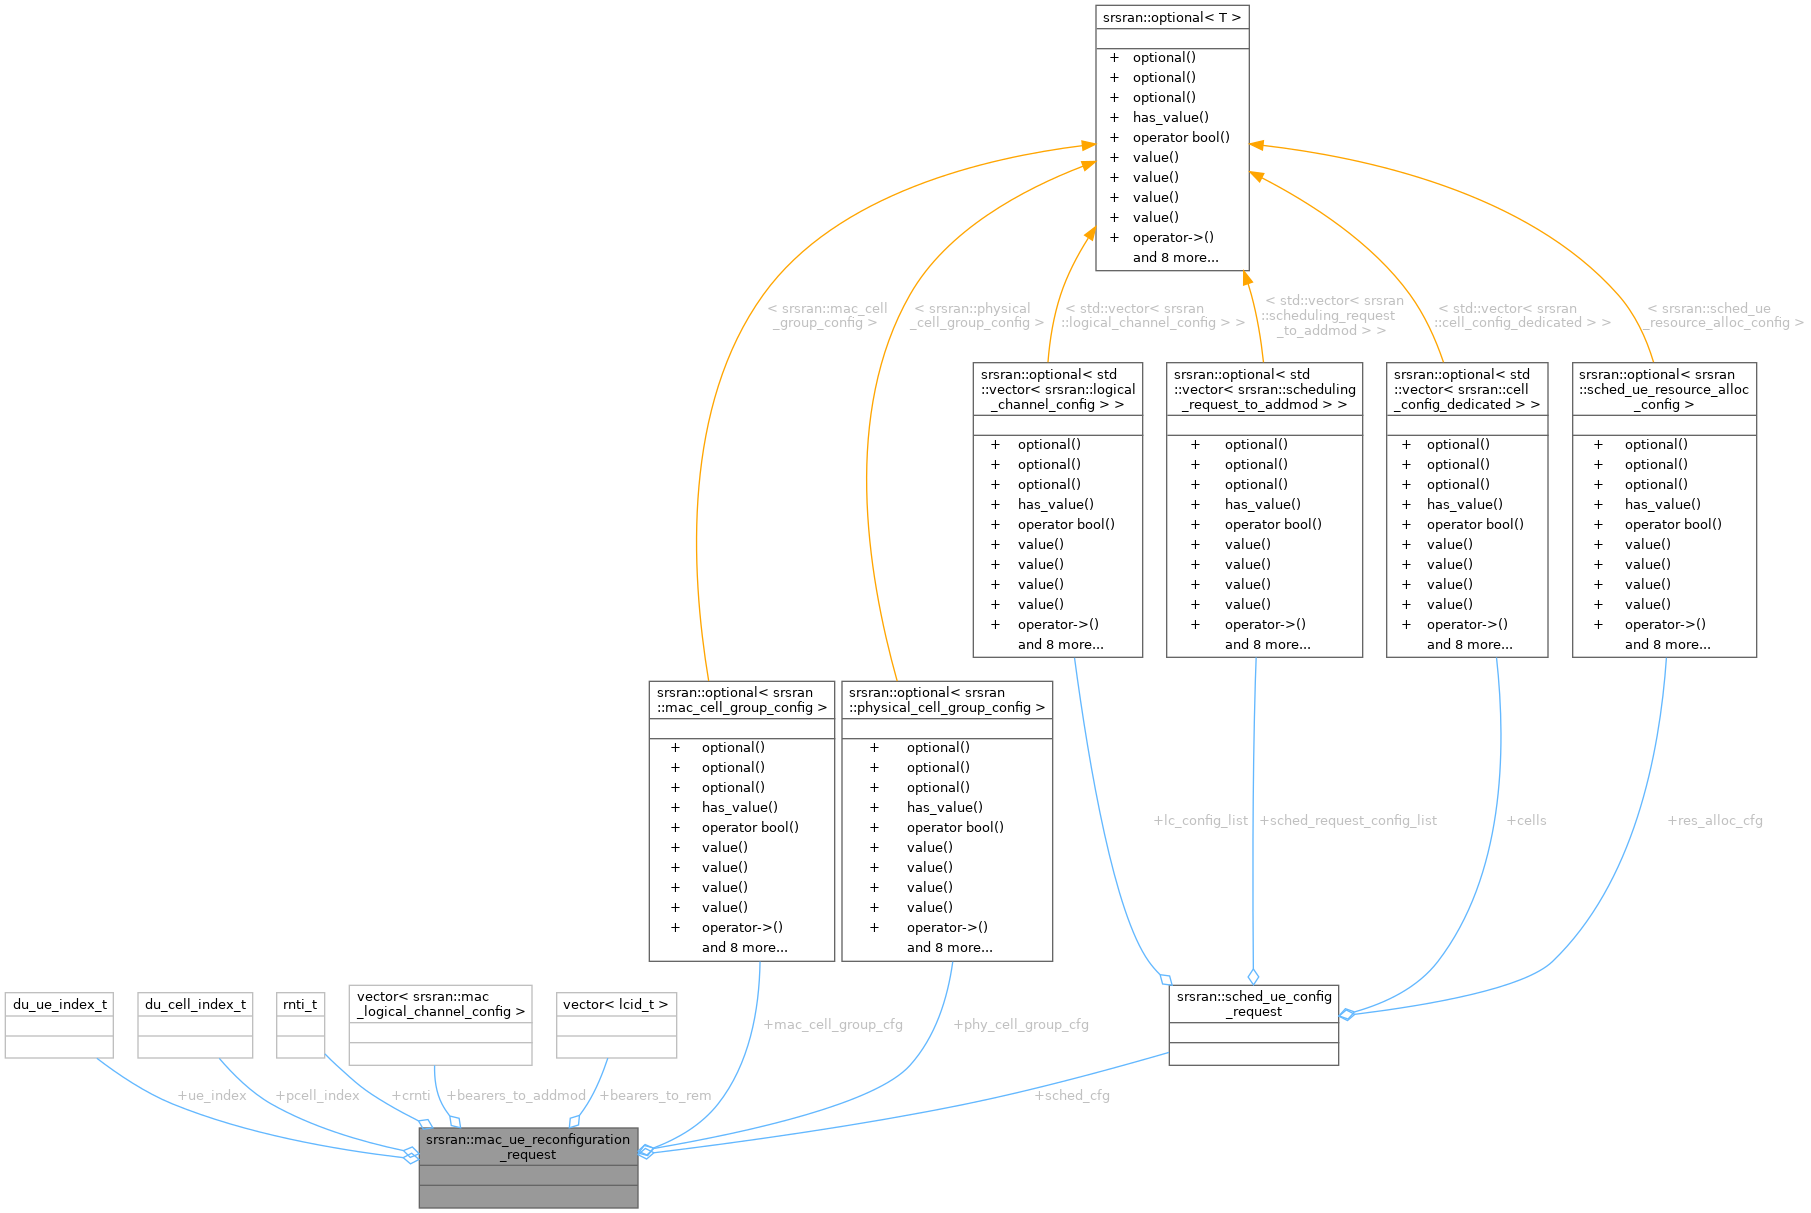 srsran::optional< T >
+ optional()
+ optional()
+ optional()
+ has_value()
+ operator bool()
+ value()
+ value()
+ value()
+ value()
+ operator->()
and 8 more...
< srsran::mac_cell
_group_config >
< srsran::physical
_cell_group_config >
< std::vector< srsran
::logical_channel_config > >
< std::vector< srsran
::scheduling_request
_to_addmod > >
< std::vector< srsran
::cell_config_dedicated > >
< srsran::sched_ue
_resource_alloc_config >
srsran::optional< std
::vector< srsran::logical
_channel_config > >
+ optional()
+ optional()
+ optional()
+ has_value()
+ operator bool()
+ value()
+ value()
+ value()
+ value()
+ operator->()
and 8 more...
srsran::optional< std
::vector< srsran::scheduling
_request_to_addmod > >
+ optional()
+ optional()
+ optional()
+ has_value()
+ operator bool()
+ value()
+ value()
+ value()
+ value()
+ operator->()
and 8 more...
srsran::optional< std
::vector< srsran::cell
_config_dedicated > >
+ optional()
+ optional()
+ optional()
+ has_value()
+ operator bool()
+ value()
+ value()
+ value()
+ value()
+ operator->()
and 8 more...
srsran::optional< srsran
::sched_ue_resource_alloc
_config >
+ optional()
+ optional()
+ optional()
+ has_value()
+ operator bool()
+ value()
+ value()
+ value()
+ value()
+ operator->()
and 8 more...
srsran::optional< srsran
::mac_cell_group_config >
+ optional()
+ optional()
+ optional()
+ has_value()
+ operator bool()
+ value()
+ value()
+ value()
+ value()
+ operator->()
and 8 more...
srsran::optional< srsran
::physical_cell_group_config >
+ optional()
+ optional()
+ optional()
+ has_value()
+ operator bool()
+ value()
+ value()
+ value()
+ value()
+ operator->()
and 8 more...
+lc_config_list
+sched_request_config_list
+cells
+res_alloc_cfg
du_ue_index_t
du_cell_index_t
rnti_t
vector< srsran::mac
_logical_channel_config >
vector< lcid_t >
srsran::sched_ue_config
_request
+mac_cell_group_cfg
+phy_cell_group_cfg
+ue_index
+pcell_index
+crnti
+bearers_to_addmod
+bearers_to_rem
+sched_cfg
srsran::mac_ue_reconfiguration
_request